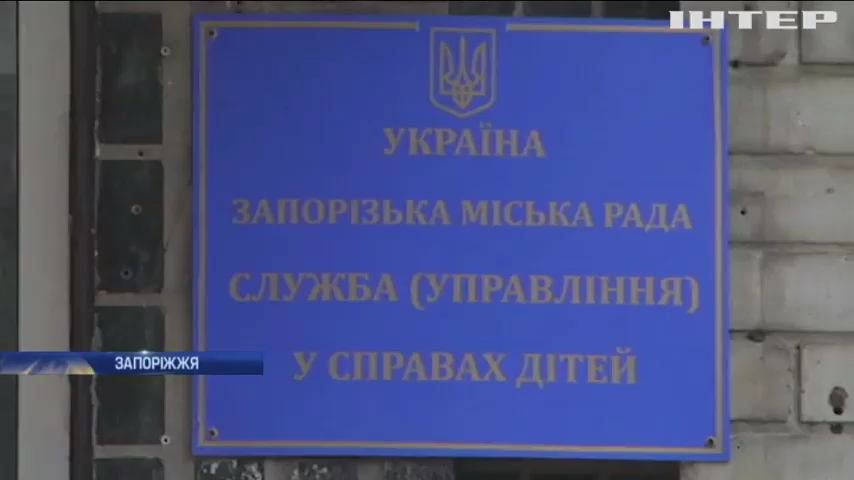 ІНТЕР
УКРАЇНА
ЗАПОРІЗЬКА МІСЬКА РАДА
СЛУЖБА (УПРАВЛІННЯ)
У СПРАВАХ ДІТЕЙ
ЗАПОРІЖЖЯ